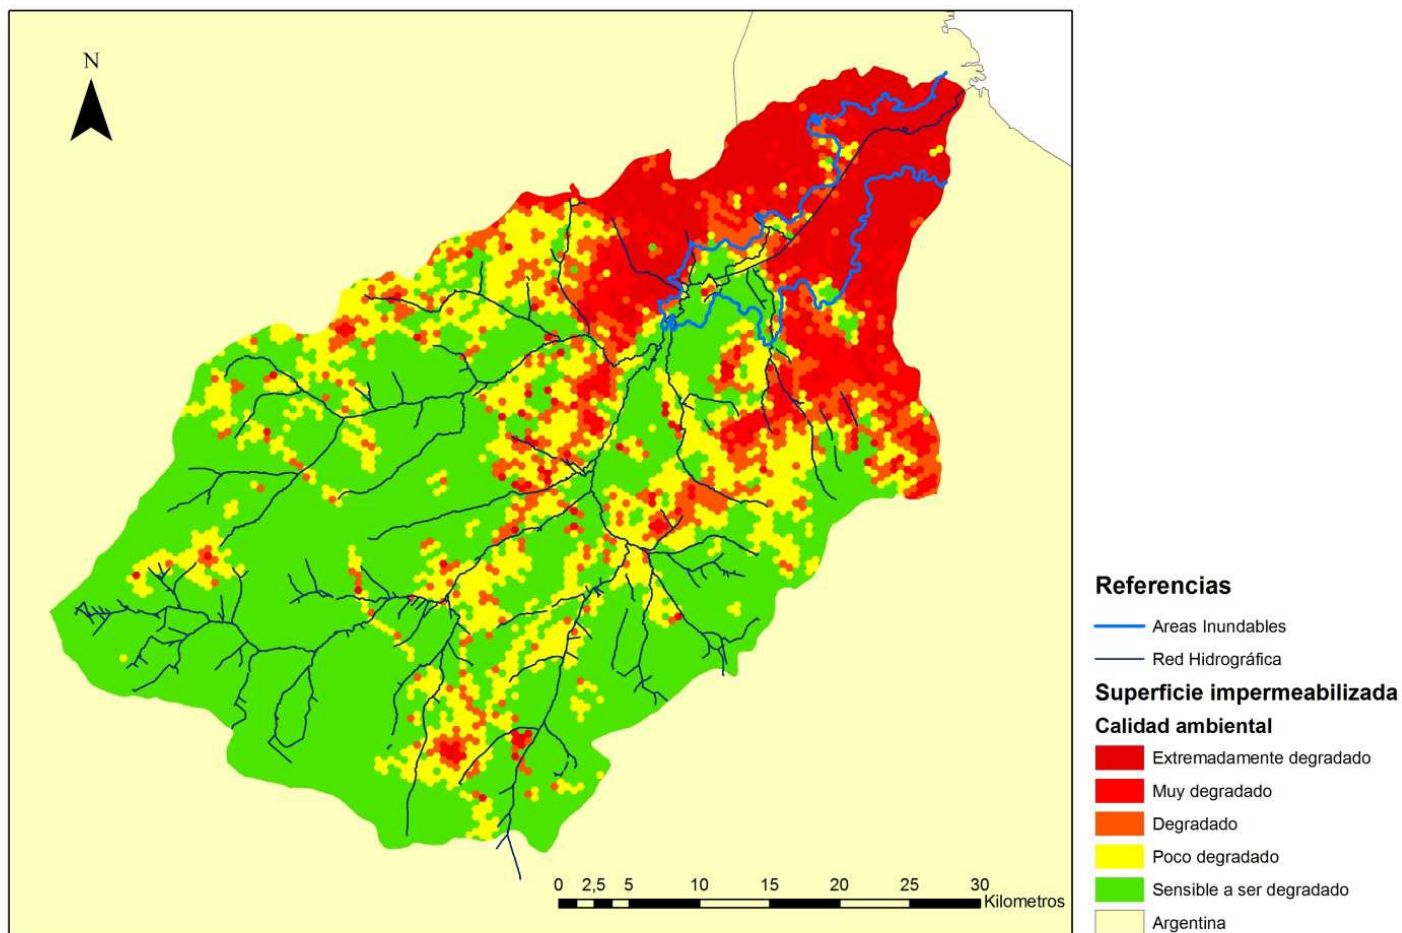 N
0 2,5 5 10 15 20 25 30
Kilometros
Referencias
Areas Inundables
Red Hidrográfica
Superficie impermeabilizada
Calidad ambiental
Extremadamente degradado
Muy degradado
Degradado
Poco degradado
Sensible a ser degradado
Argentina